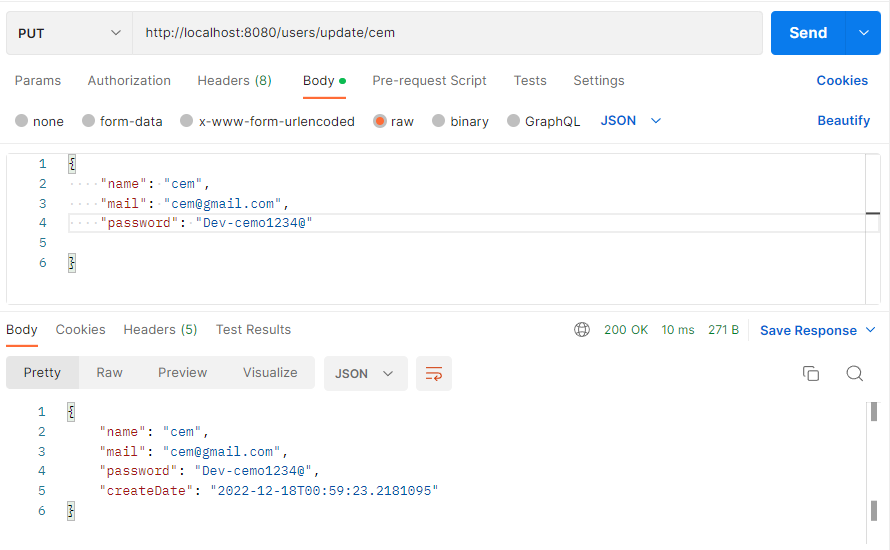 PUT http://localhost:8080/users/update/cem Send
Params Authorization Headers (8) Body Pre-request Script Tests Settings Cookies
none form-data x-www-form-urlencoded raw binary GraphQL JSON Beautify
1 {
2 "name": "cem",
3 "mail": "cem@gmail.com",
4 "password": "Dev-cemo1234@"
5
6 }
Body Cookies Headers (5) Test Results 200 OK 10 ms 271 B Save Response
Pretty Raw Preview Visualize JSON
1 {
2 "name": "cem",
3 "mail": "cem@gmail.com",
4 "password": "Dev-cemo1234@",
5 "createDate": "2022-12-18T00:59:23.2181095"
6 }